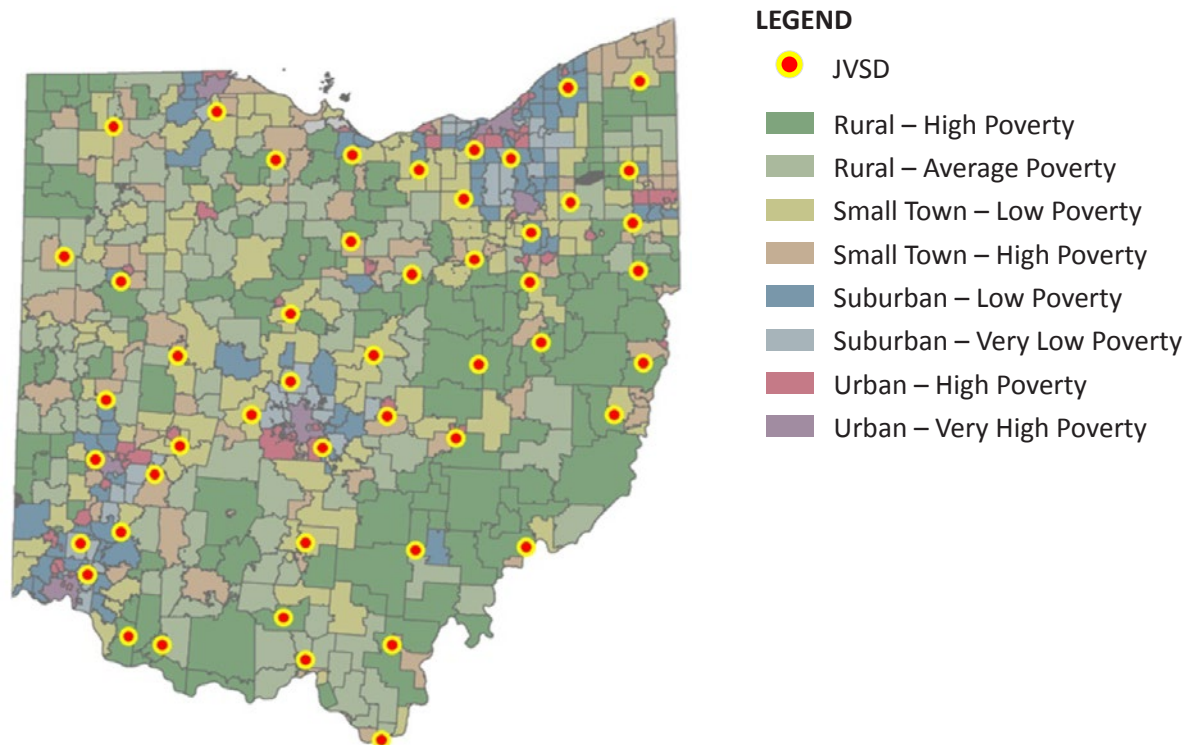 LEGEND
JVSD
Rural – High Poverty
Rural – Average Poverty
Small Town – Low Poverty
Small Town – High Poverty
Suburban – Low Poverty
Suburban – Very Low Poverty
Urban – High Poverty
Urban – Very High Poverty